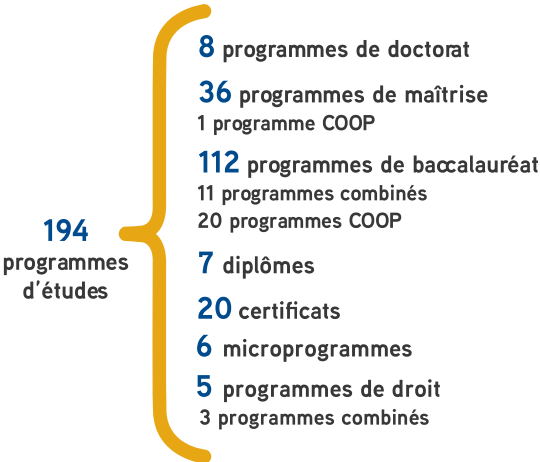 194
programmes
d'études
8 programmes de doctorat
36 programmes de maîtrise
1 programme COOP
112 programmes de baccalauréat
11 programmes combinés
20 programmes COOP
7 diplômes
20 certificats
6 microprogrammes
5 programmes de droit
3 programmes combinés